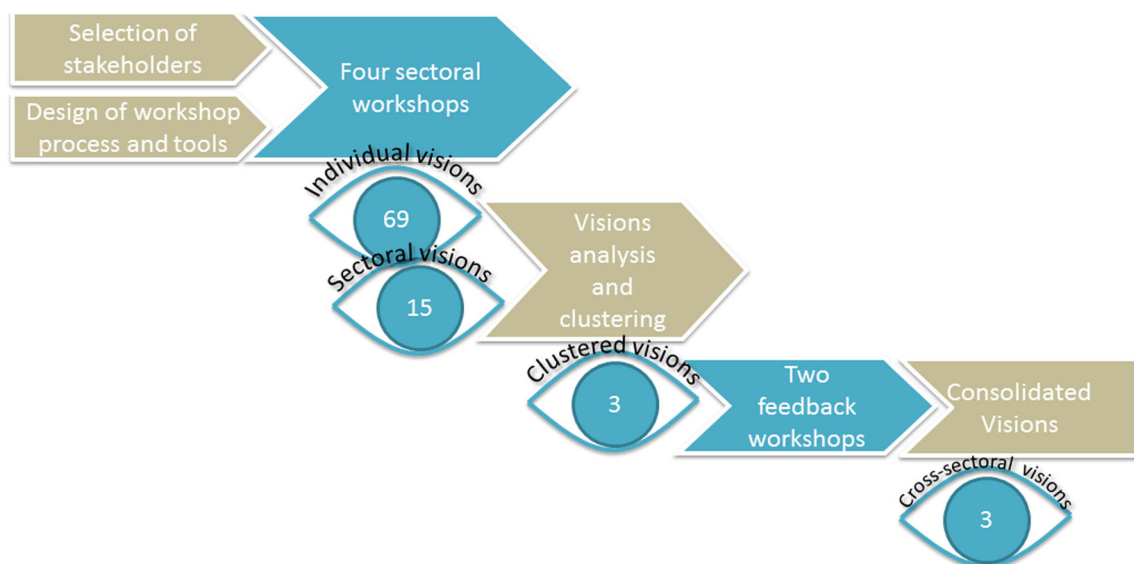 Selection of
stakeholders
Design of workshop
process and tools
Four sectoral
workshops
Individual visions
69
Sectoral visions
15
Visions
analysis
and
clustering
Clustered visions
3
Two
feedback
workshops
Consolidated
Visions
Cross-sectoral visions
3